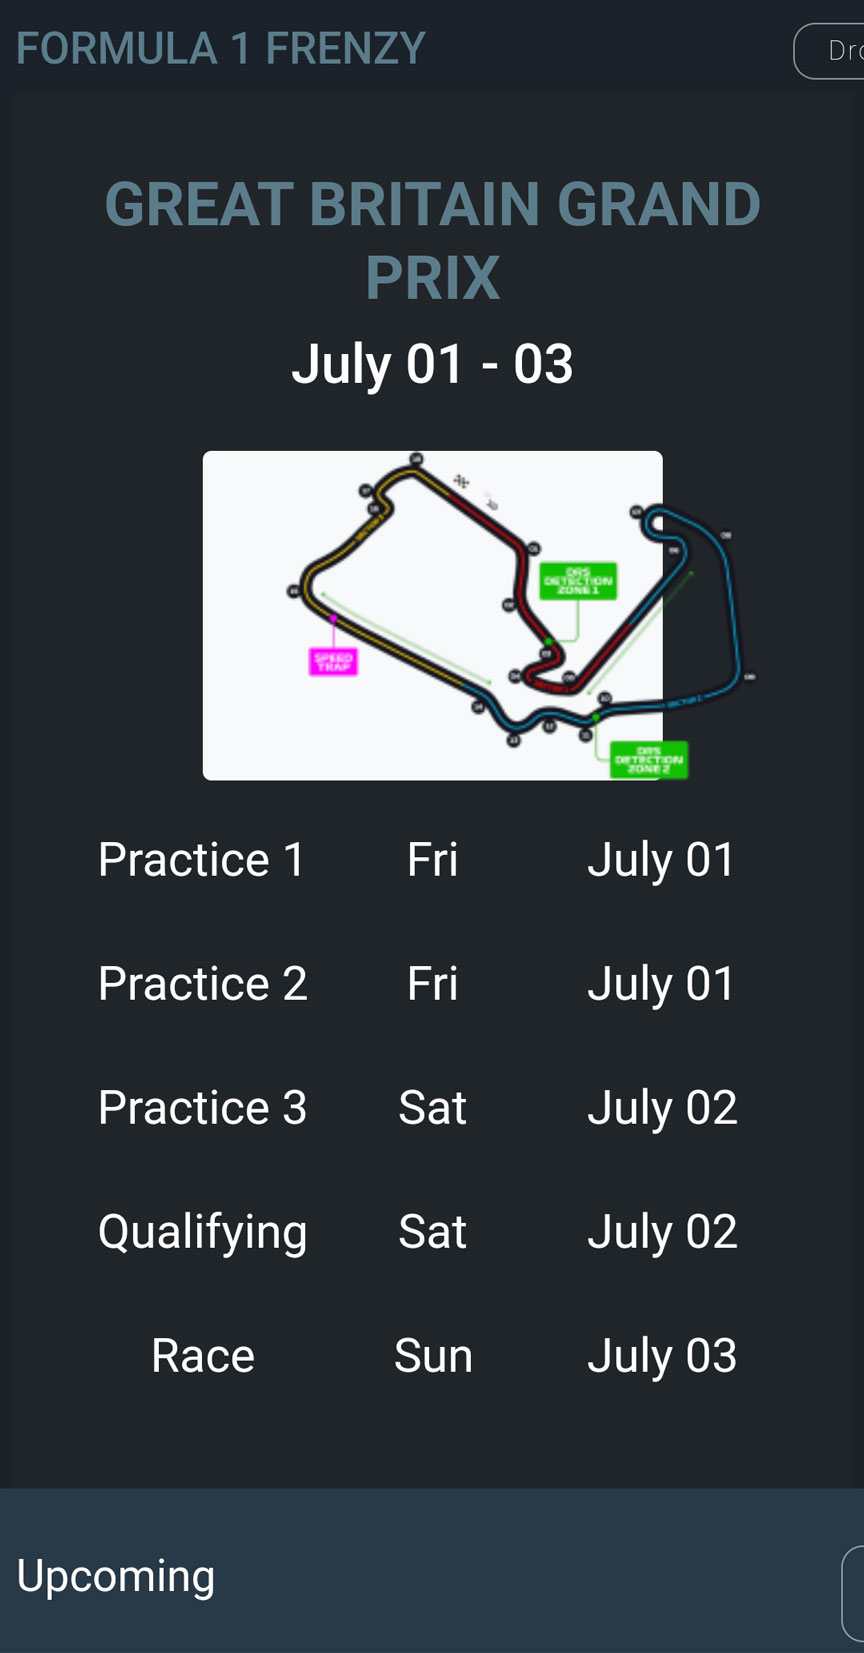 FORMULA 1 FRENZY
GREAT BRITAIN GRAND
PRIX
July 01 - 03
DRS
DETECTION
ZONE 1
SPEED
TRAP
DRS
DETECTION
ZONE 2
Practice 1 Fri July 01
Practice 2 Fri July 01
Practice 3 Sat July 02
Qualifying Sat July 02
Race Sun July 03
Upcoming